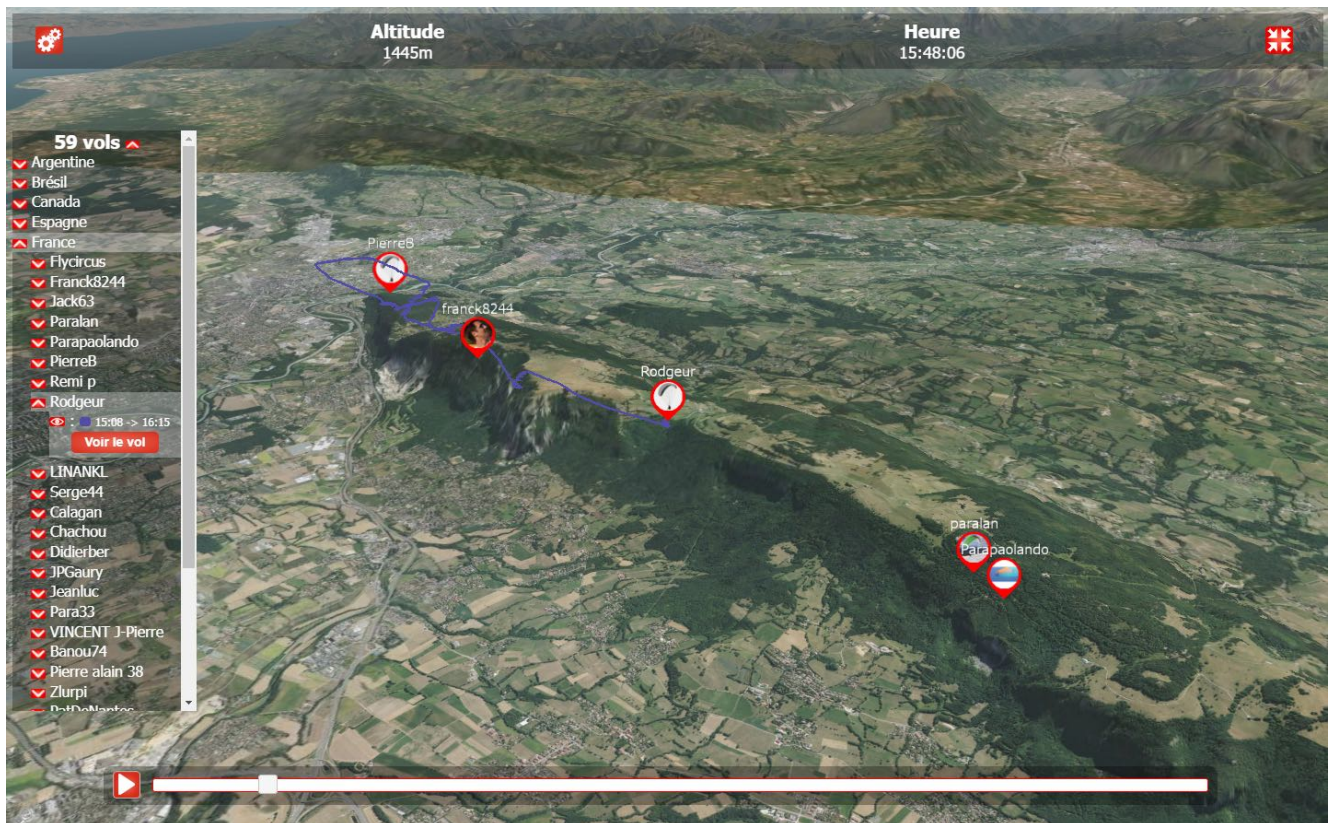 Altitude
1445m
Heure
15:48:06
59 vols
Argentine
Brésil
Canada
Espagne
France
Flycircus
Franck8244
Jack63
Paralan
Parapaolando
PierreB
Remi p
Rodgeur
: 15:08 -> 16:15
Voir le vol
LINANKL
Serge44
Calagan
Chachou
Didierber
JPGaury
Jeanluc
Para33
VINCENT J-Pierre
Banou74
Pierre alain 38
Zlurpi
PatDeNantes
PierreB
franck8244
Rodgeur
paralan
Parapaolando